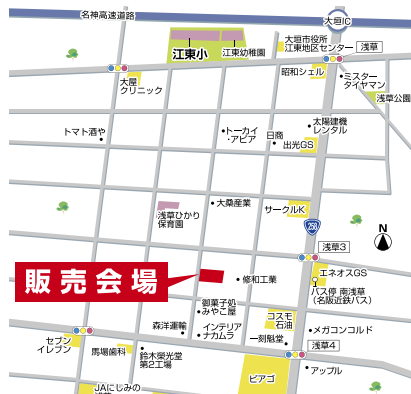 名神高速道路
大垣IC
江東小
江東幼稚園
大垣市役所
江東地区センター
浅草
大屋
クリニック
昭和シェル
ミスター
タイヤマン
浅草公園
トマト酒や
トーカイ
・アピア
日商
太陽建機
レンタル
出光GS
浅草ひかり
保育園
大桑産業
サークルK
258
N
浅草3
販売会場
修和工業
エネオスGS
バス停 南浅草
(名阪近鉄バス)
御菓子処
みやこ屋
コスモ
石油
森洋運輸
インテリア
ナカムラ
一刻魁堂
メガコンコルド
セブン
イレブン
馬場歯科
鈴木栄光堂
第2工場
浅草4
ピアゴ
アップル
JAにしみの